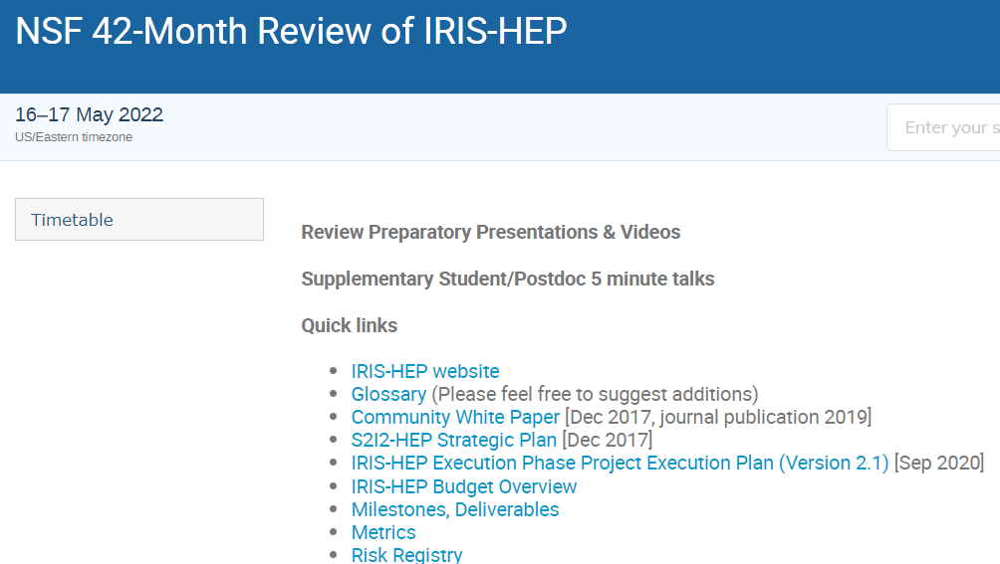 NSF 42-Month Review of IRIS-HEP
16–17 May 2022
US/Eastern timezone
Enter your s
Timetable
Review Preparatory Presentations & Videos
Supplementary Student/Postdoc 5 minute talks
Quick links
IRIS-HEP website
Glossary (Please feel free to suggest additions)
Community White Paper [Dec 2017, journal publication 2019]
S2I2-HEP Strategic Plan [Dec 2017]
IRIS-HEP Execution Phase Project Execution Plan (Version 2.1) [Sep 2020]
IRIS-HEP Budget Overview
Milestones, Deliverables
Metrics
Risk Registry